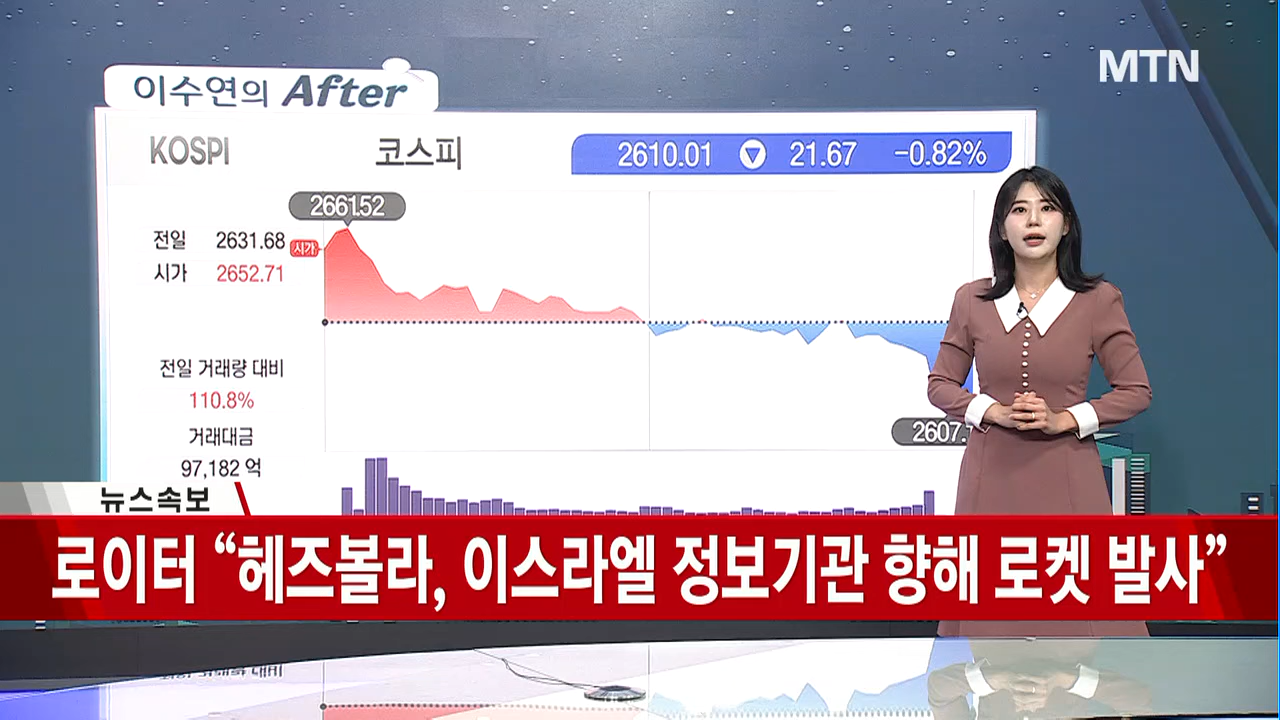 MTN
이수연의 After
KOSPI 코스피 2610.01 ▼ 21.67 -0.82%
2661.52
전일 2631.68
시가
시가 2652.71
전일 거래량 대비
110.8%
거래대금
2607.
97,182 억
뉴스속보
로이터 “헤즈볼라, 이스라엘 정보기관 향해 로켓 발사”